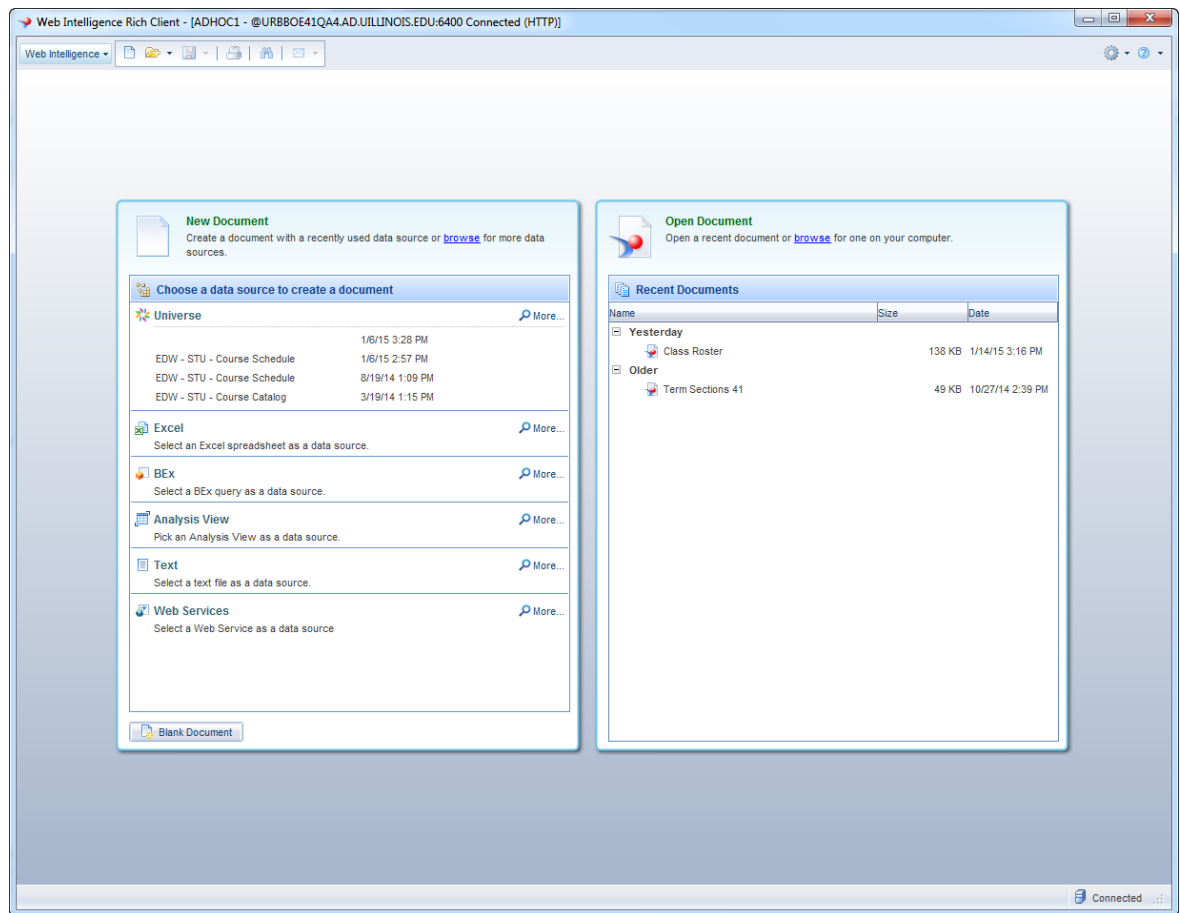 Web Intelligence Rich Client - [ADHOC1 - @URBBOE41QA4.AD.UILLINOIS.EDU:6400 Connected (HTTP)]
Web Intelligence
New Document
Create a document with a recently used data source or browse for more data
sources.
Choose a data source to create a document
Universe More...
1/6/15 3:28 PM
EDW - STU - Course Schedule 1/6/15 2:57 PM
EDW - STU - Course Schedule 8/19/14 1:09 PM
EDW - STU - Course Catalog 3/19/14 1:15 PM
Excel More...
Select an Excel spreadsheet as a data source.
BEx More...
Select a BEx query as a data source.
Analysis View More...
Pick an Analysis View as a data source.
Text More...
Select a text file as a data source.
Web Services More...
Select a Web Service as a data source
Blank Document
Open Document
Open a recent document or browse for one on your computer.
Recent Documents
Name Size Date
Yesterday
Class Roster 138 KB 1/14/15 3:16 PM
Older
Term Sections 41 49 KB 10/27/14 2:39 PM
Connected